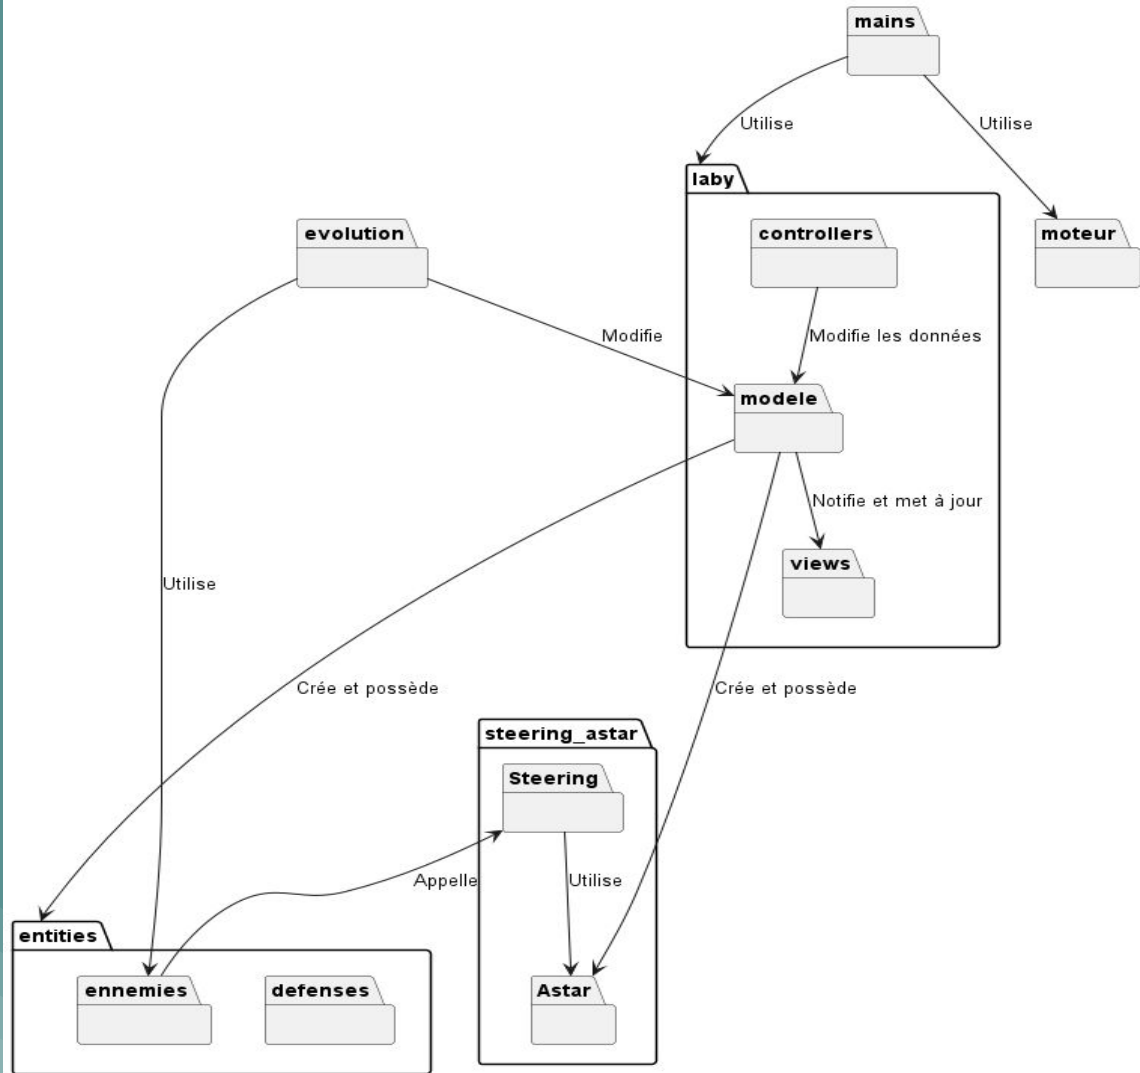 mains
Utilise
Utilise
laby
evolution
controllers
moteur
Modifie
Modifie les données
modele
Notifie et met à jour
views
Utilise
Crée et possède
Crée et possède
steering_astar
Steering
Appelle
Utilise
entities
ennemies
defenses
Astar